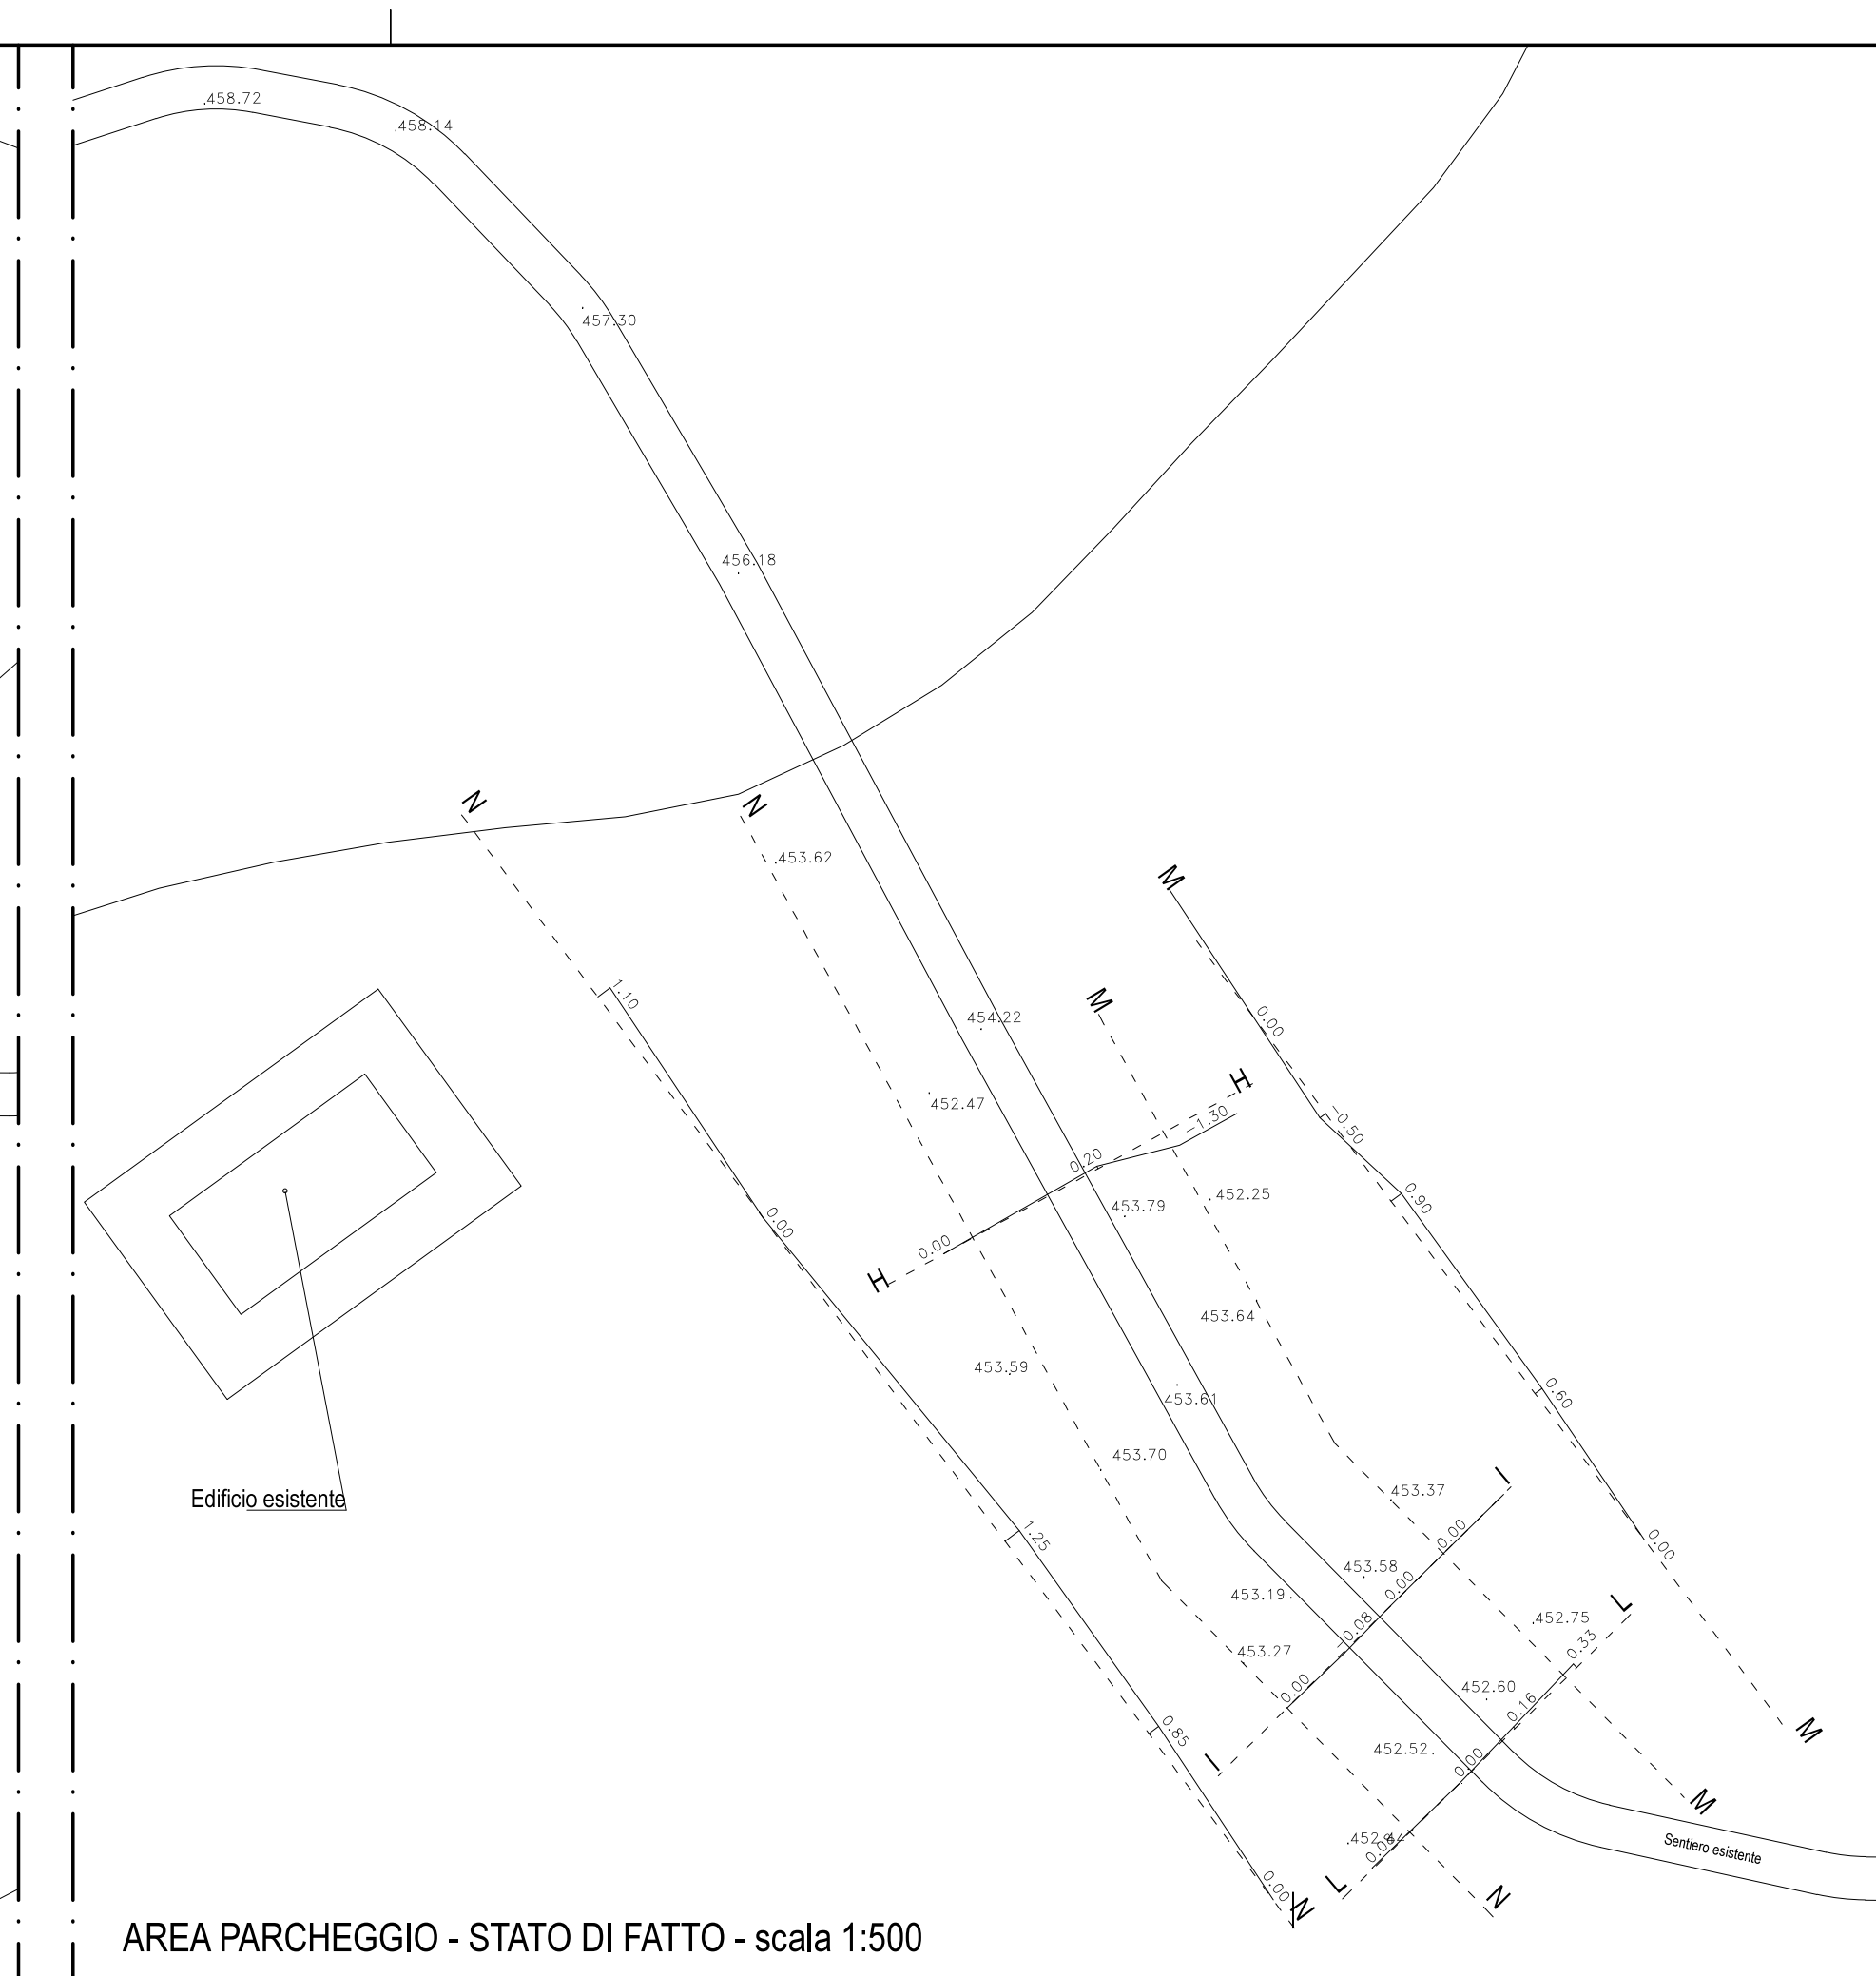 .458.72
.458.14
457.30
456.18
N
N
.453.62
M
M
1.10
0.00
454.22
452.47
H
-1.30
-0.50
0.20
0.90
.452.25
453.79
0.00
0.00
H
453.64
453.59
453.61
0.60
453.70
I
453.37
Edificio esistente
1.25
0.00
0.00
453.58
0.00
453.19.
-0.08
L
.452.75
453.27
0.33
0.00
452.60
0.16
0.85
452.52.
I
0.00
M
M
.452.44
Sentiero esistente
0.00
L
N
N
AREA PARCHEGGIO - STATO DI FATTO - scala 1:500